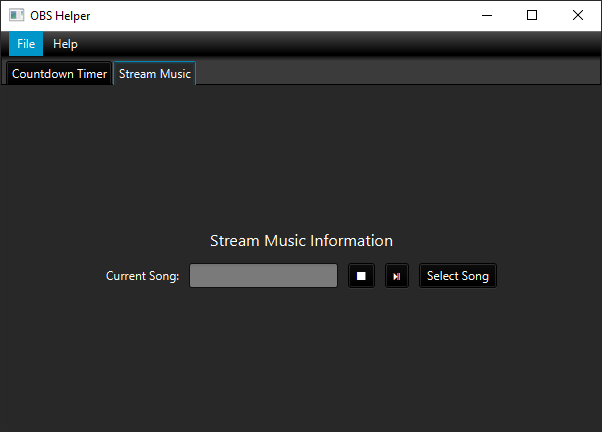 OBS Helper
File Help
Countdown Timer Stream Music
Stream Music Information
Current Song: Select Song